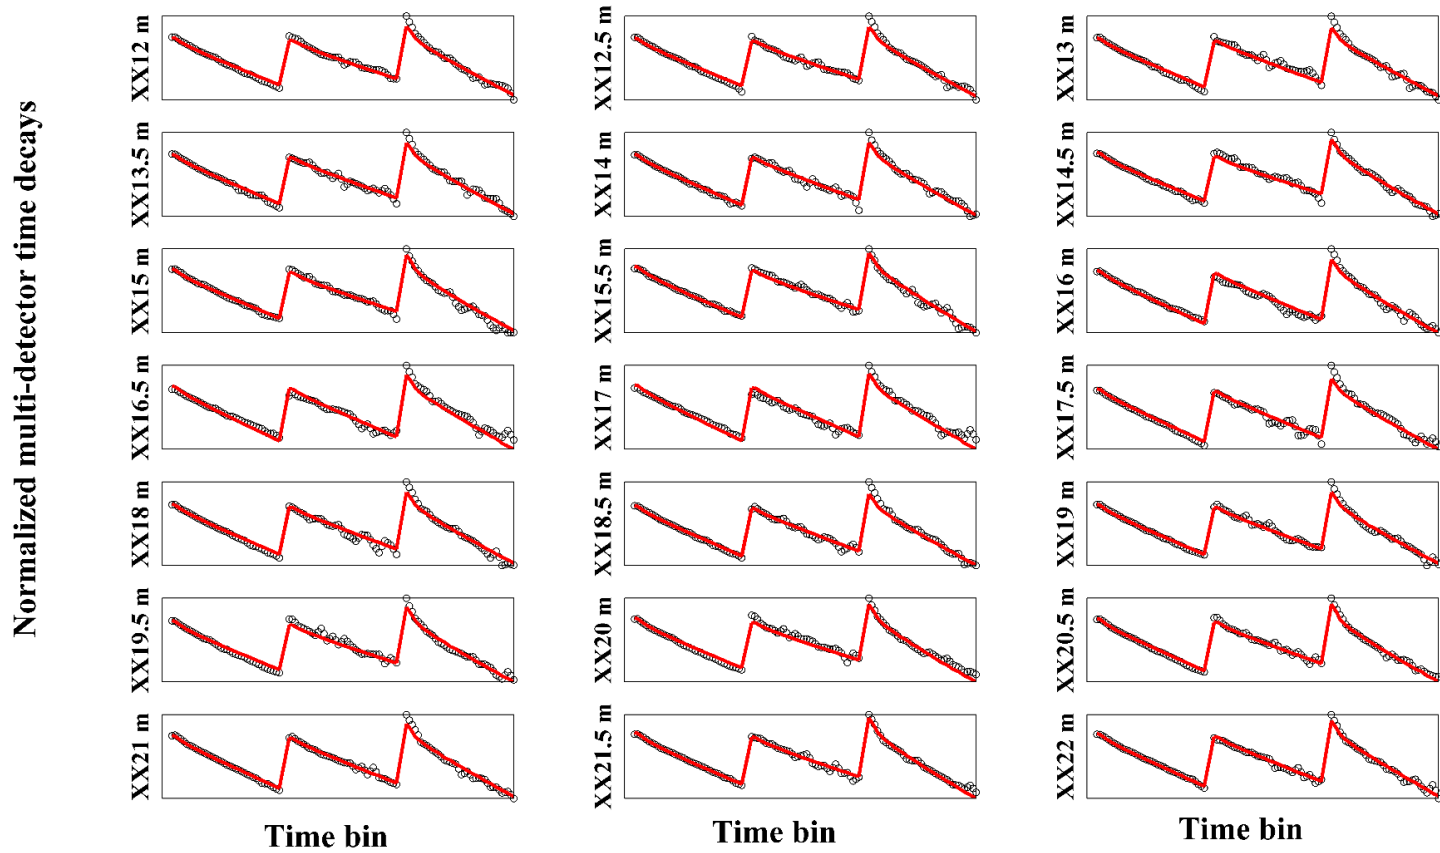 Normalized multi-detector time decays
XX12 m
XX12.5 m
XX13 m
XX13.5 m
XX14 m
XX14.5 m
XX15 m
XX15.5 m
XX16 m
XX16.5 m
XX17 m
XX17.5 m
XX18 m
XX18.5 m
XX19 m
XX19.5 m
XX20 m
XX20.5 m
XX21 m
XX21.5 m
XX22 m
Time bin
Time bin
Time bin